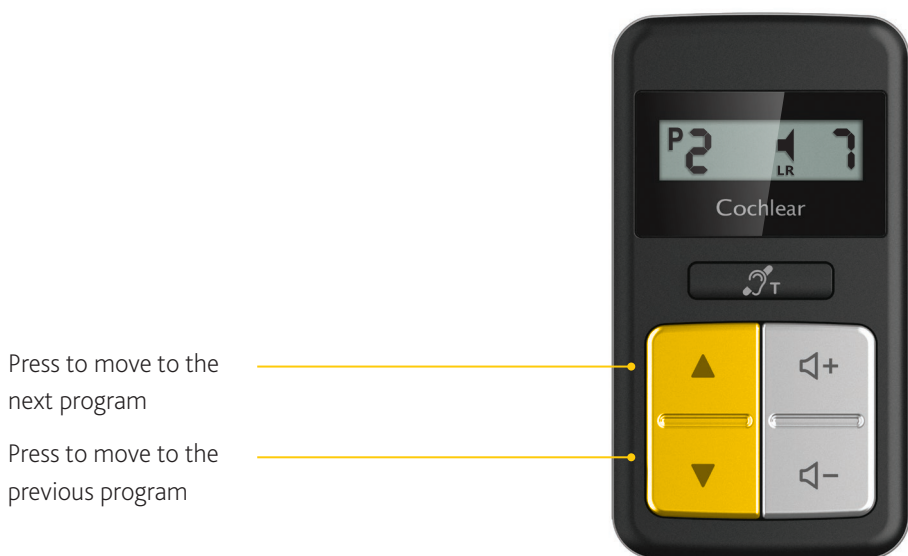 P2 LR 7
Cochlear
T
+
Press to move to the
next program
Press to move to the
previous program
-